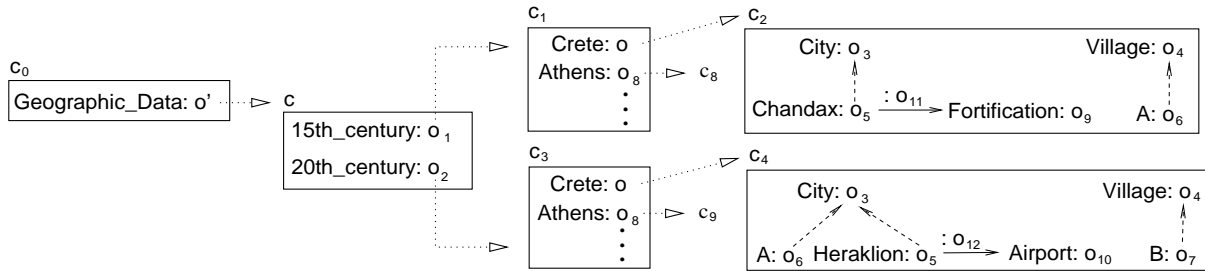 c₀
Geographic_Data: o'
c
15th_century: o₁
20th_century: o₂
c₁
Crete: o
Athens: o₈
c₈
c₂
City: o₃
Village: o₄
Chandax: o₅
: o₁₁
Fortification: o₉
A: o₆
c₃
Crete: o
Athens: o₈
c₉
c₄
City: o₃
Village: o₄
A: o₆
Heraklion: o₅
: o₁₂
Airport: o₁₀
B: o₇